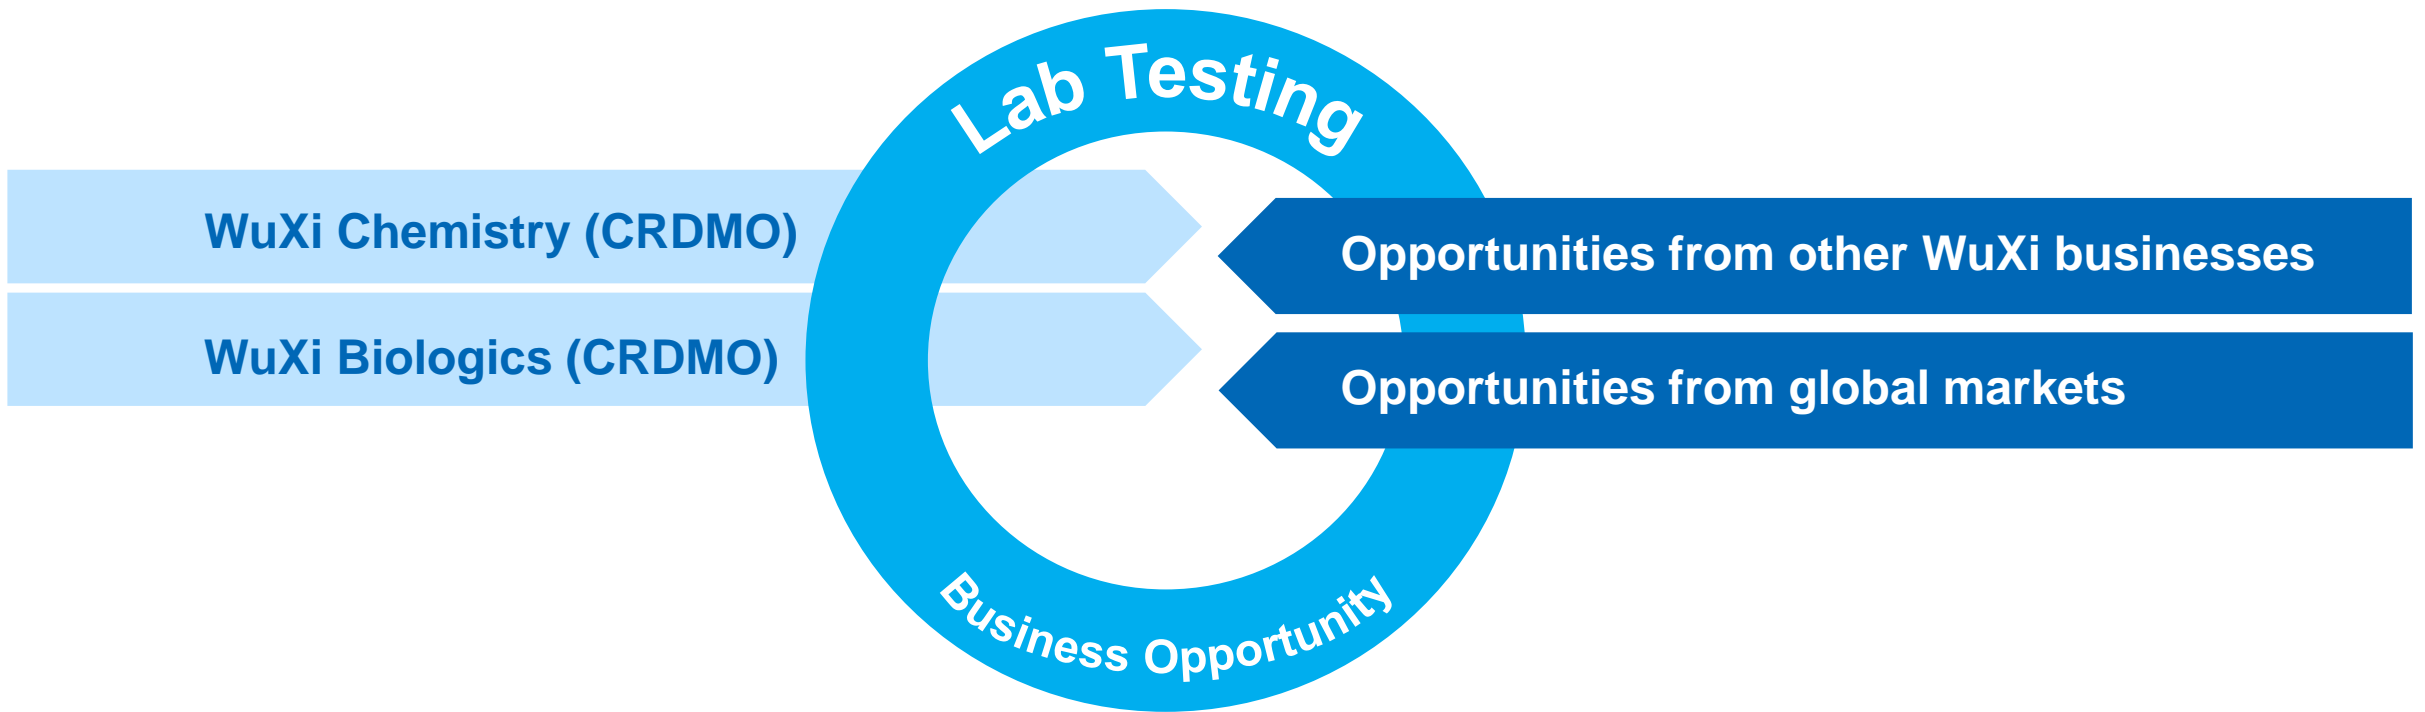 Lab Testing
WuXi Chemistry (CRDMO)
WuXi Biologics (CRDMO)
Opportunities from other WuXi businesses
Opportunities from global markets
Business Opportunity